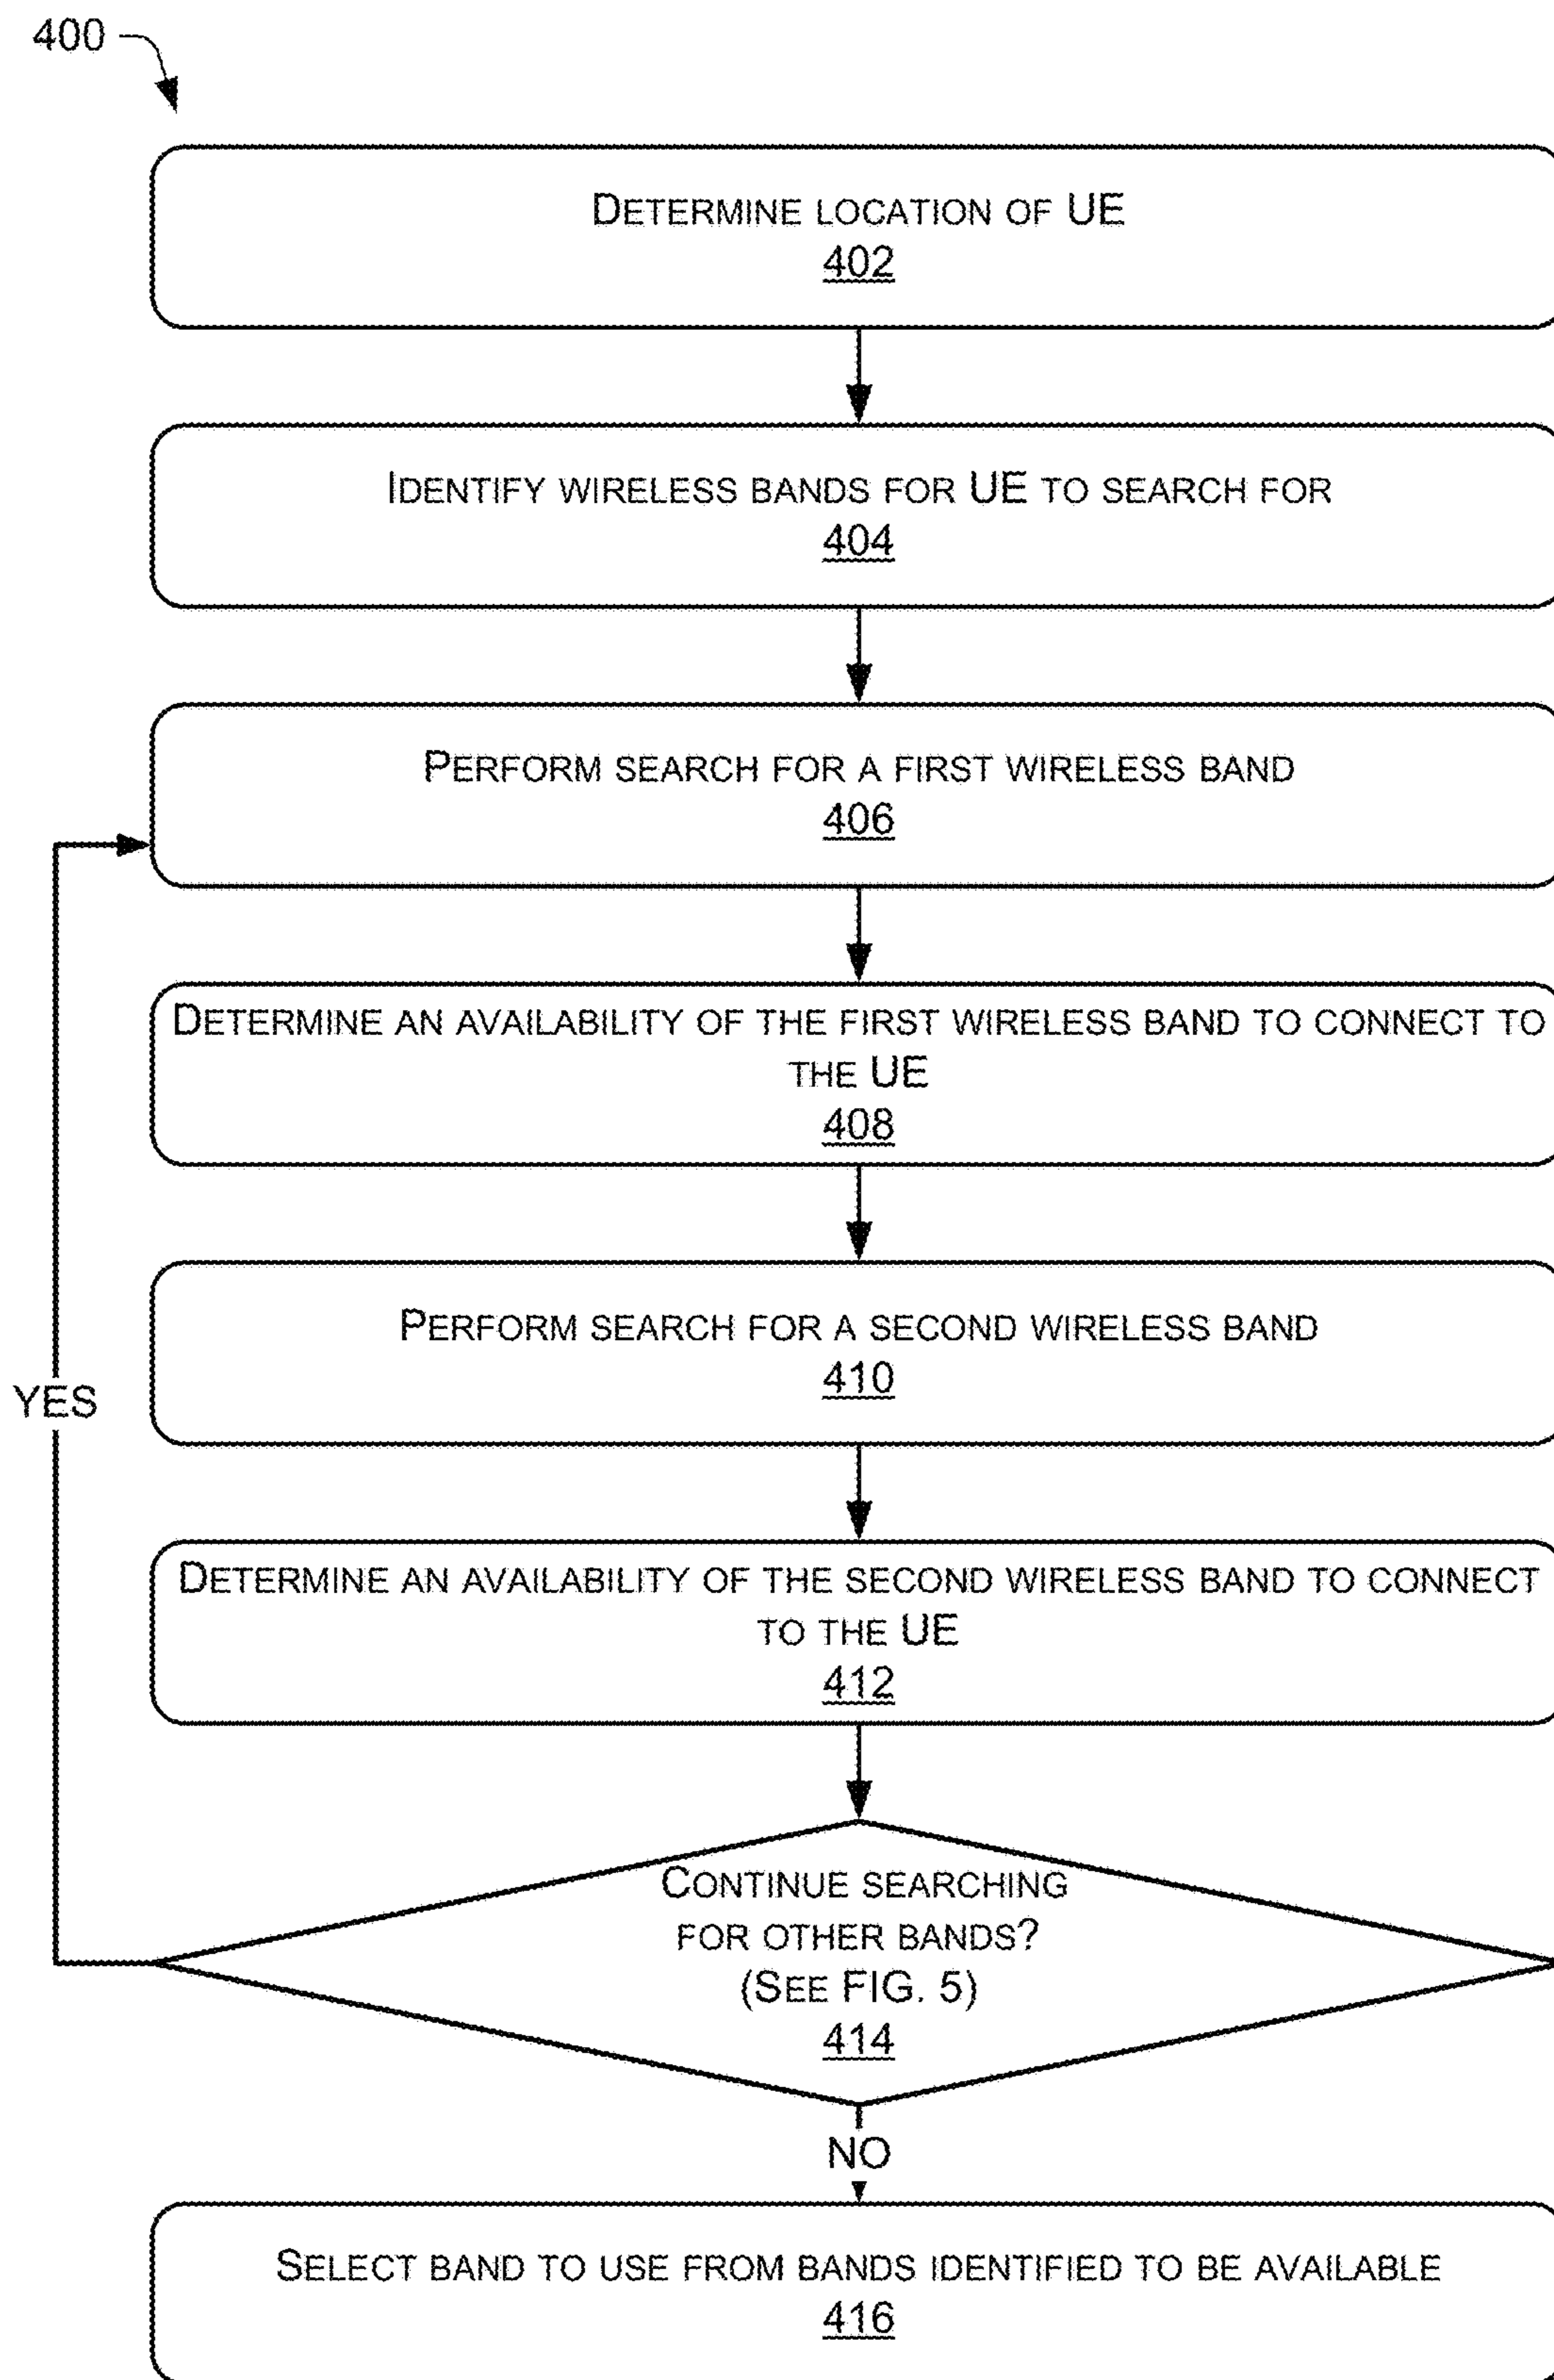 400
DETERMINE LOCATION OF UE
402
IDENTIFY WIRELESS BANDS FOR UE TO SEARCH FOR
404
PERFORM SEARCH FOR A FIRST WIRELESS BAND
406
DETERMINE AN AVAILABILITY OF THE FIRST WIRELESS BAND TO CONNECT TO
THE UE
408
PERFORM SEARCH FOR A SECOND WIRELESS BAND
410
YES
DETERMINE AN AVAILABILITY OF THE SECOND WIRELESS BAND TO CONNECT
TO THE UE
412
CONTINUE SEARCHING
FOR OTHER BANDS?
(SEE FIG. 5)
414
NO
SELECT BAND TO USE FROM BANDS IDENTIFIED TO BE AVAILABLE
416